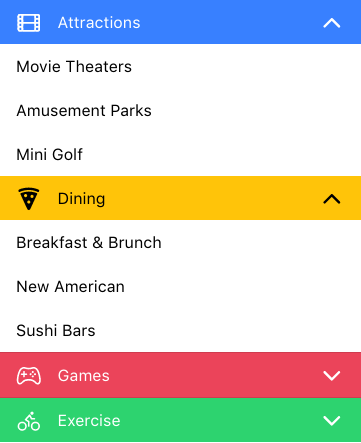 Attractions
Movie Theaters
Amusement Parks
Mini Golf
Dining
Breakfast & Brunch
New American
Sushi Bars
Games
Exercise